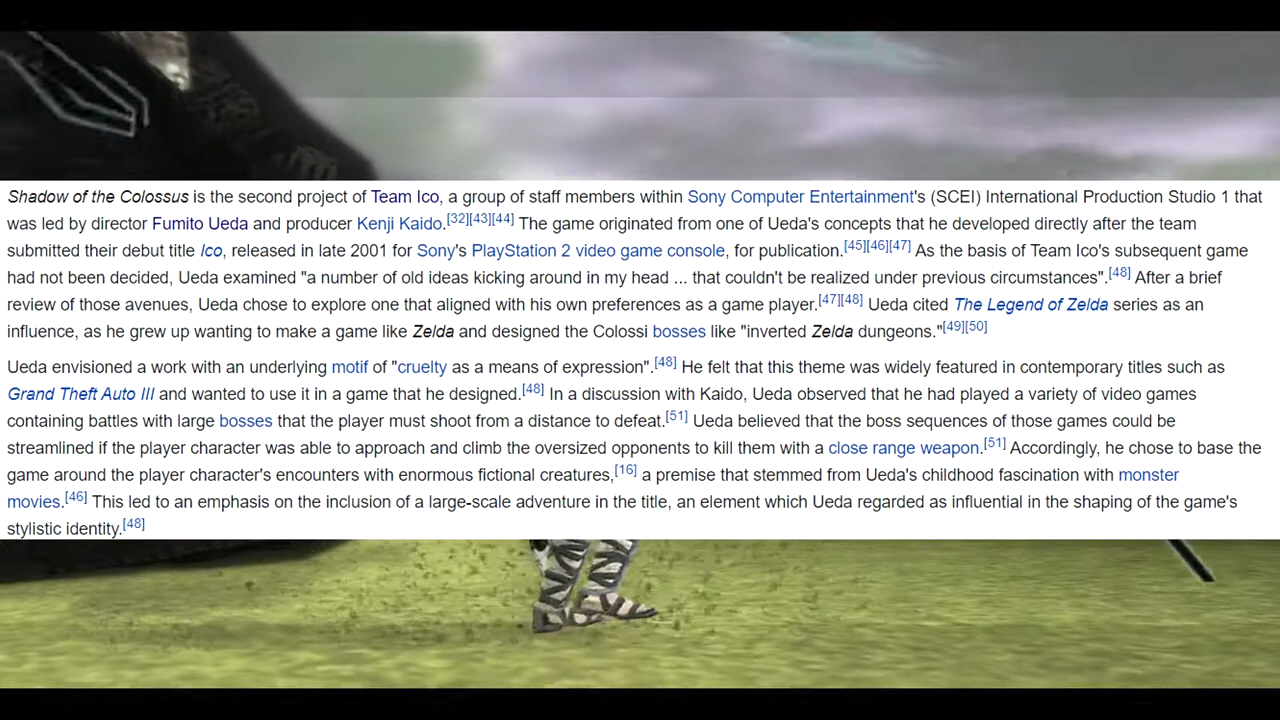 Shadow of the Colossus is the second project of Team Ico, a group of staff members within Sony Computer Entertainment's (SCEI) International Production Studio 1 that
was led by director Fumito Ueda and producer Kenji Kaido.[32][43][44] The game originated from one of Ueda's concepts that he developed directly after the team
submitted their debut title Ico, released in late 2001 for Sony's PlayStation 2 video game console, for publication.[45][46][47] As the basis of Team Ico's subsequent game
had not been decided, Ueda examined "a number of old ideas kicking around in my head ... that couldn't be realized under previous circumstances".[48] After a brief
review of those avenues, Ueda chose to explore one that aligned with his own preferences as a game player.[47][48] Ueda cited The Legend of Zelda series as an
influence, as he grew up wanting to make a game like Zelda and designed the Colossi bosses like "inverted Zelda dungeons."[49][50]
Ueda envisioned a work with an underlying motif of "cruelty as a means of expression".[48] He felt that this theme was widely featured in contemporary titles such as
Grand Theft Auto III and wanted to use it in a game that he designed.[48] In a discussion with Kaido, Ueda observed that he had played a variety of video games
containing battles with large bosses that the player must shoot from a distance to defeat.[51] Ueda believed that the boss sequences of those games could be
streamlined if the player character was able to approach and climb the oversized opponents to kill them with a close range weapon.[51] Accordingly, he chose to base the
game around the player character's encounters with enormous fictional creatures,[16] a premise that stemmed from Ueda's childhood fascination with monster
movies.[46] This led to an emphasis on the inclusion of a large-scale adventure in the title, an element which Ueda regarded as influential in the shaping of the game's
stylistic identity.[48]